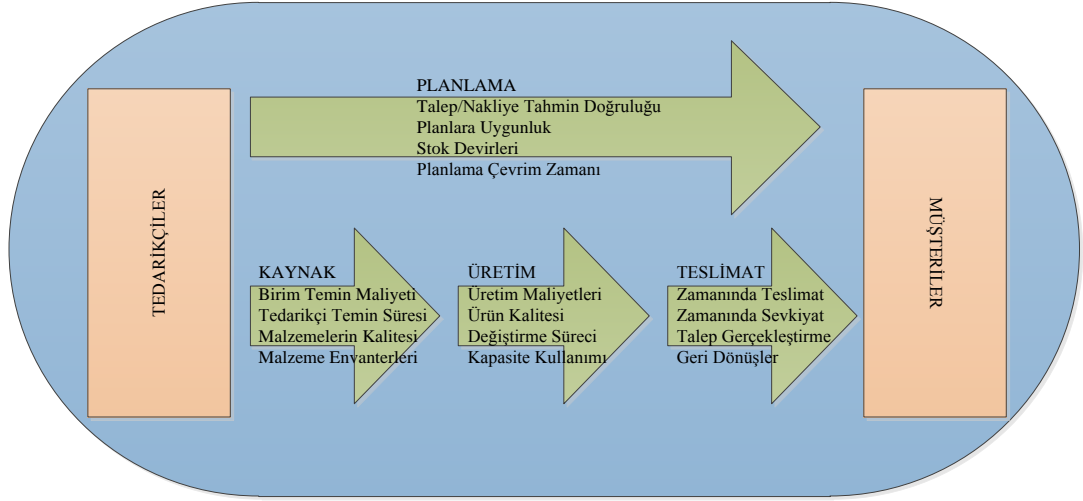 TEDARİKÇİLER
PLANLAMA
Talep/Nakliye Tahmin Doğruluğu
Planlara Uygunluk
Stok Devirleri
Planlama Çevrim Zamanı
KAYNAK
Birim Temin Maliyeti
Tedarikçi Temin Süresi
Malzemelerin Kalitesi
Malzeme Envanterleri
ÜRETİM
Üretim Maliyetleri
Ürün Kalitesi
Değiştirme Süreci
Kapasite Kullanımı
TESLİMAT
Zamanında Teslimat
Zamanında Sevkiyat
Talep Gerçekleştirme
Geri Dönüşler
MÜŞTERİLER